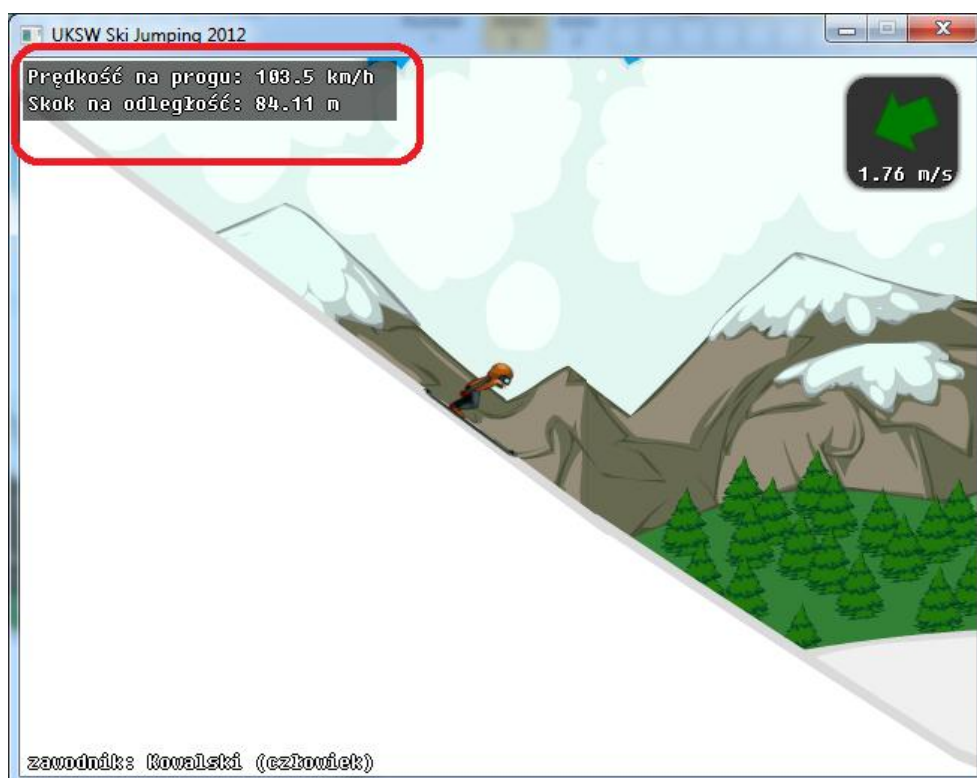 UKSW Ski Jumping 2012
Prędkość na progu: 103.5 km/h
Skok na odległość: 84.11 m
1.76 m/s
zawodnik: Kowalski (człowiek)